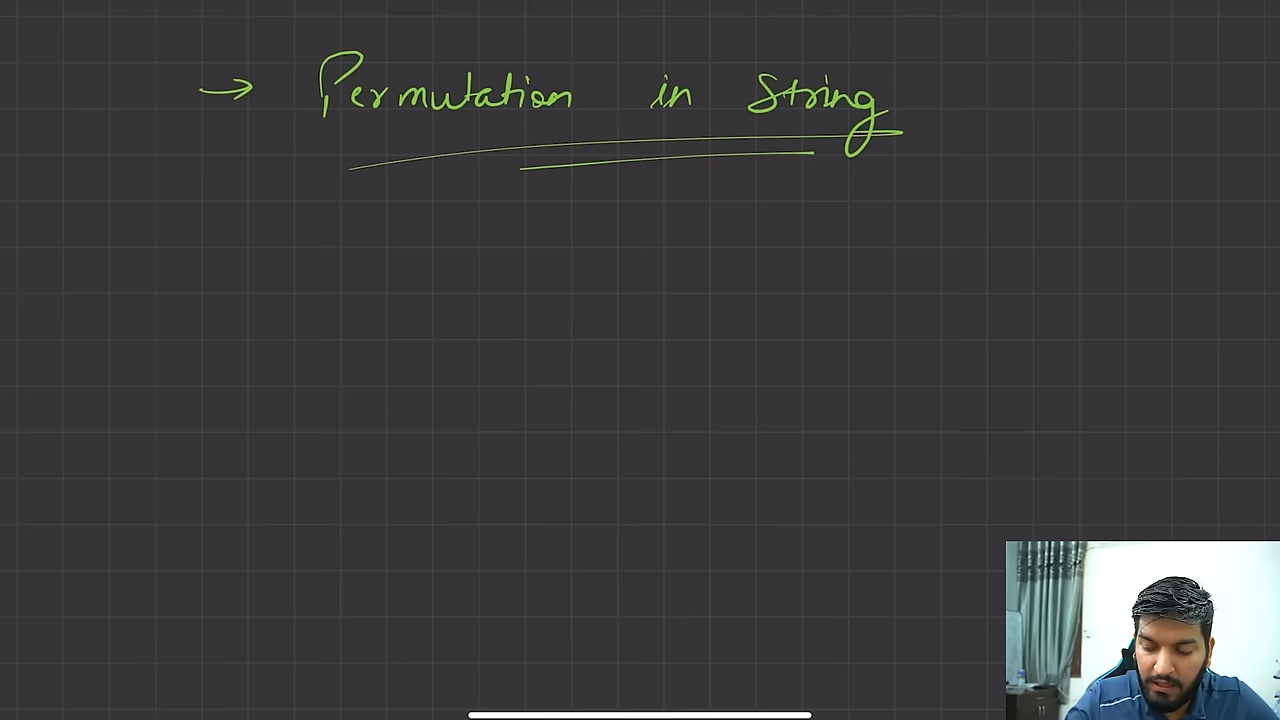 → Permutation in String